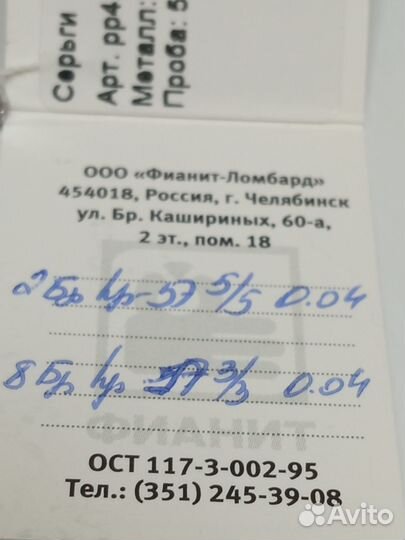 Серьги
Арт. рр4
Металл:
Проба: 5
ООО «Фианит-Ломбард»
454018, Россия, г. Челябинск
ул. Бр. Кашириных, 60-а,
2 эт., пом. 18
2 Бр Кр-57 5/5 0.04
8 Бр Кр 3/3 0.04
ФИАНИТ
ОСТ 117-3-002-95
Тел.: (351) 245-39-08
Avito